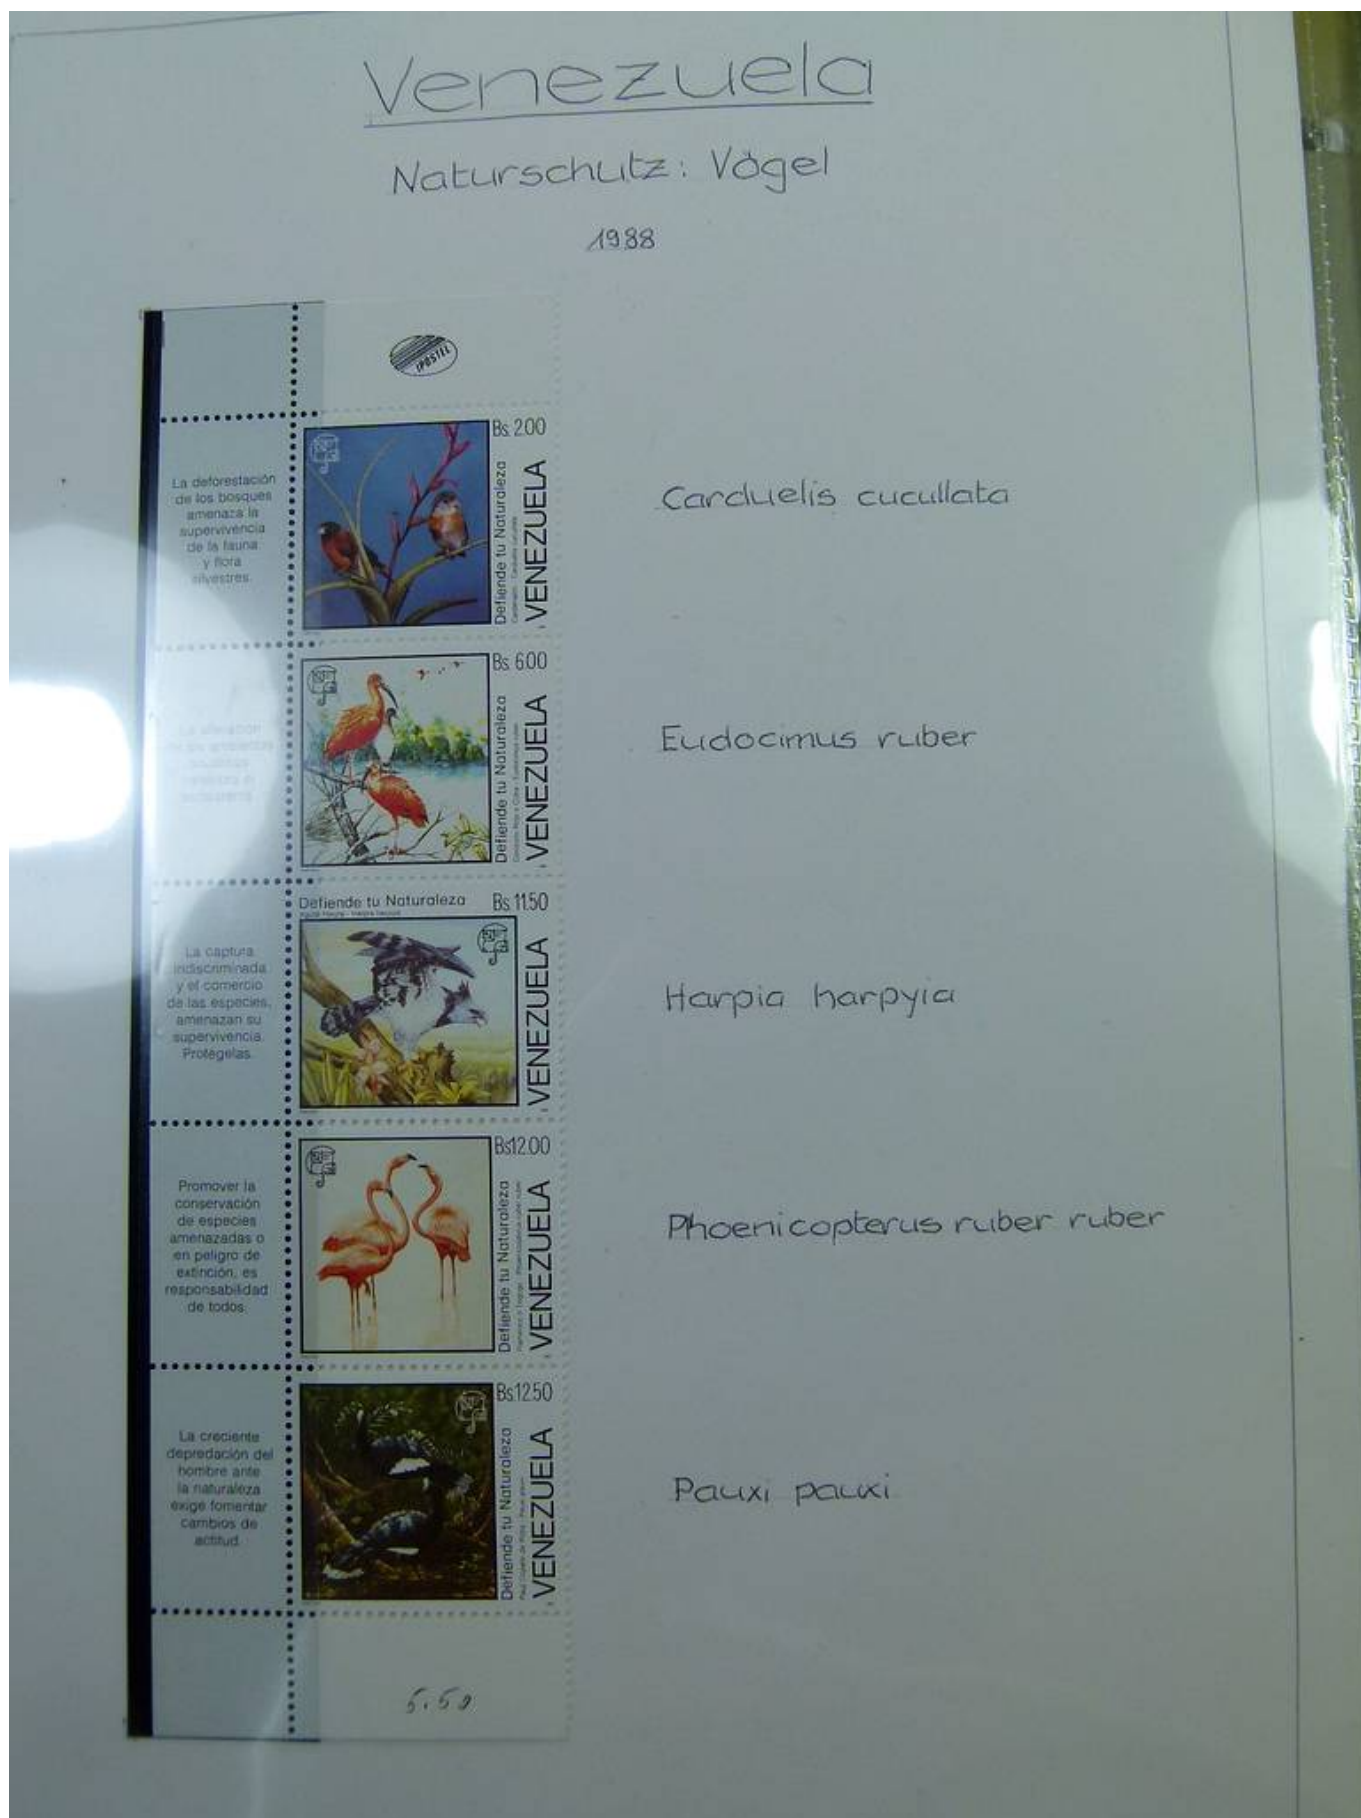 Venezuela
Naturschutz: Vögel
1988
IPOSTEL
La deforestación
de los bosques
amenaza la
supervivencia
de la fauna
y flora
silvestres.
Bs. 2.00
Defiende tu Naturaleza
VENEZUELA
Carduelis cucullata
Bs. 6.00
Defiende tu Naturaleza
VENEZUELA
Eudocimus ruber
La captura
indiscriminada
y el comercio
de las especies,
amenazan su
supervivencia.
Protégelas.
Defiende tu Naturaleza
Bs. 11.50
VENEZUELA
Harpia harpyia
Promover la
conservación
de especies
amenazadas o
en peligro de
extinción, es
responsabilidad
de todos.
Bs.12.00
Defiende tu Naturaleza
VENEZUELA
Phoenicopterus ruber ruber
La creciente
depredación del
hombre ante
la naturaleza
exige fomentar
cambios de
actitud.
Bs.12.50
Defiende tu Naturaleza
VENEZUELA
Pauxi pauxi
5.50